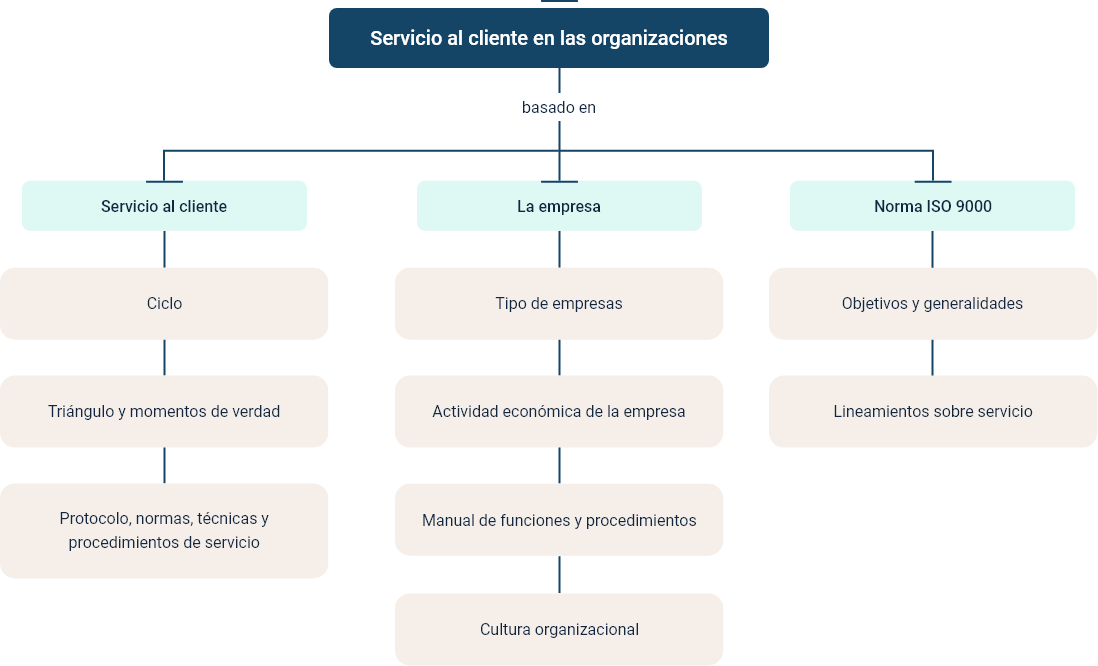 Servicio al cliente en las organizaciones
basado en
Servicio al cliente
La empresa
Norma ISO 9000
Ciclo
Tipo de empresas
Objetivos y generalidades
Triángulo y momentos de verdad
Actividad económica de la empresa
Lineamientos sobre servicio
Protocolo, normas, técnicas y
procedimientos de servicio
Manual de funciones y procedimientos
Cultura organizacional